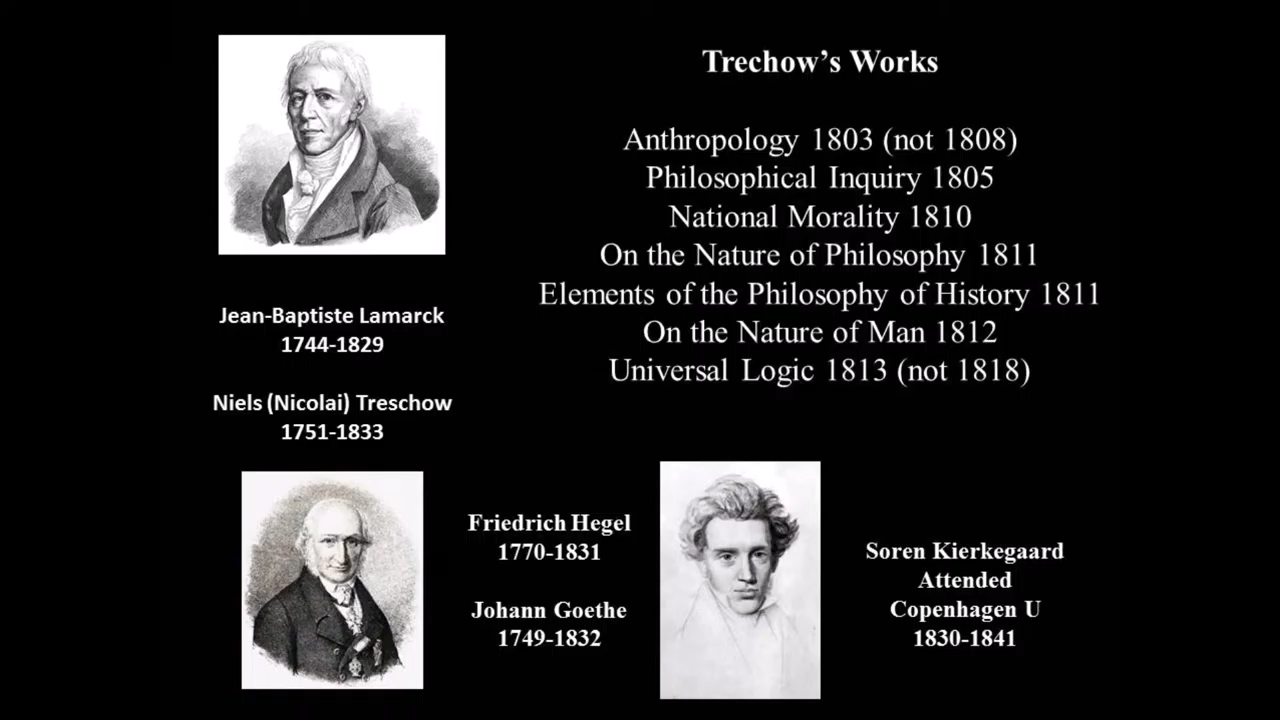 Trechow’s Works
Anthropology 1803 (not 1808)
Philosophical Inquiry 1805
National Morality 1810
On the Nature of Philosophy 1811
Elements of the Philosophy of History 1811
On the Nature of Man 1812
Universal Logic 1813 (not 1818)
Jean-Baptiste Lamarck
1744-1829
Niels (Nicolai) Treschow
1751-1833
Friedrich Hegel
1770-1831
Johann Goethe
1749-1832
Soren Kierkegaard
Attended
Copenhagen U
1830-1841